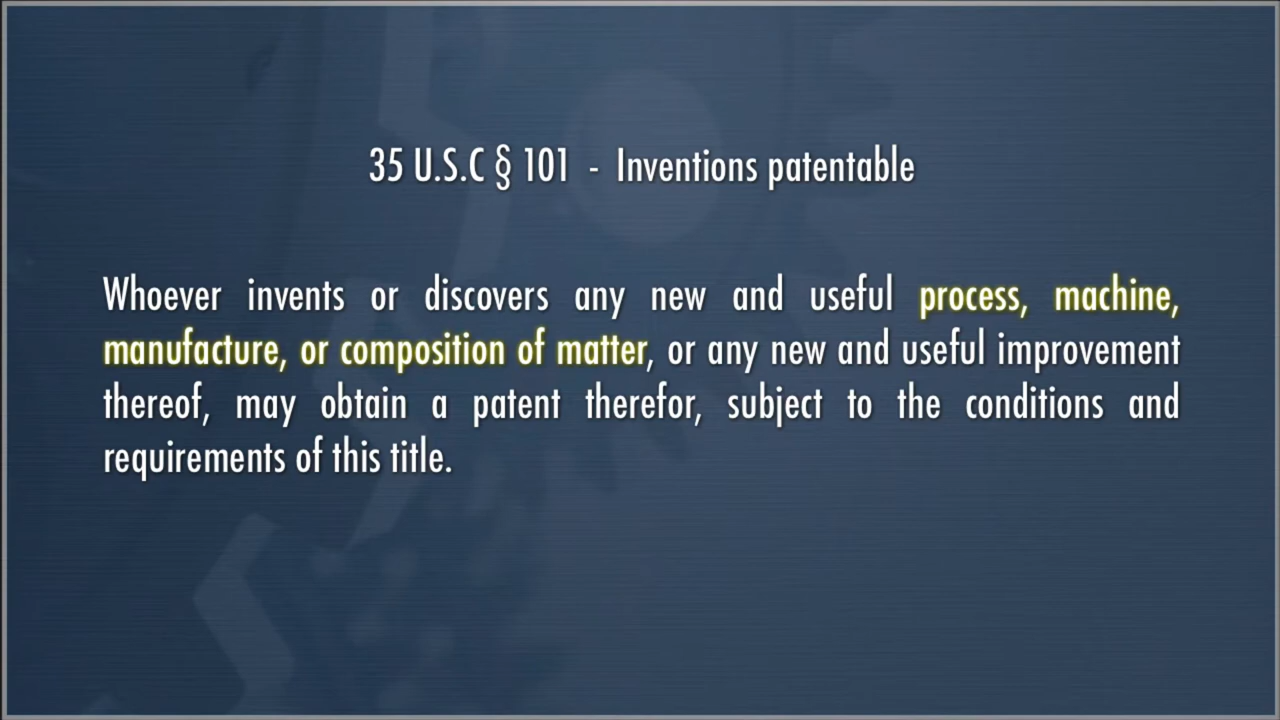 35 U.S.C § 101 - Inventions patentable
Whoever invents or discovers any new and useful process, machine,
manufacture, or composition of matter, or any new and useful improvement
thereof, may obtain a patent therefor, subject to the conditions and
requirements of this title.